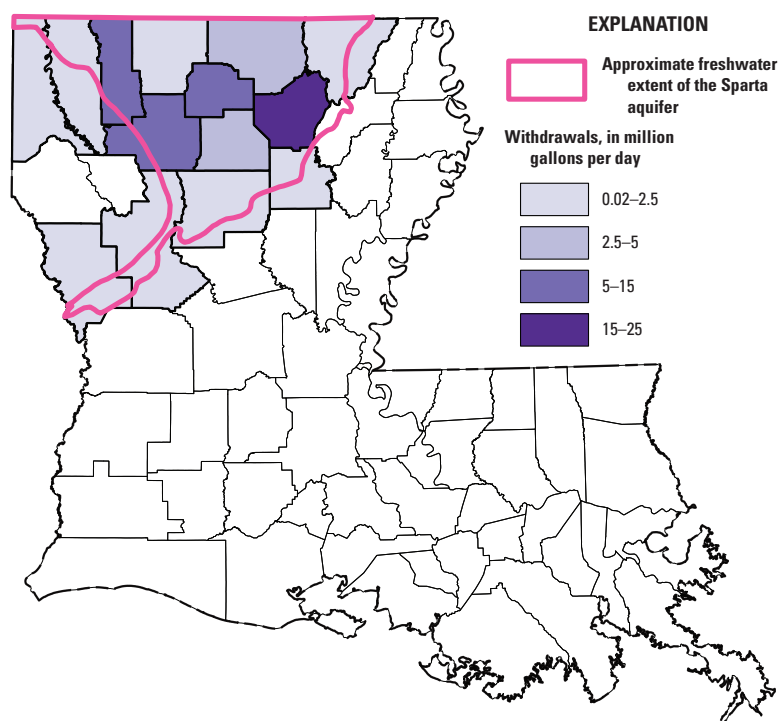 EXPLANATION
Approximate freshwater
extent of the Sparta
aquifer
Withdrawals, in million
gallons per day
0.02–2.5
2.5–5
5–15
15–25